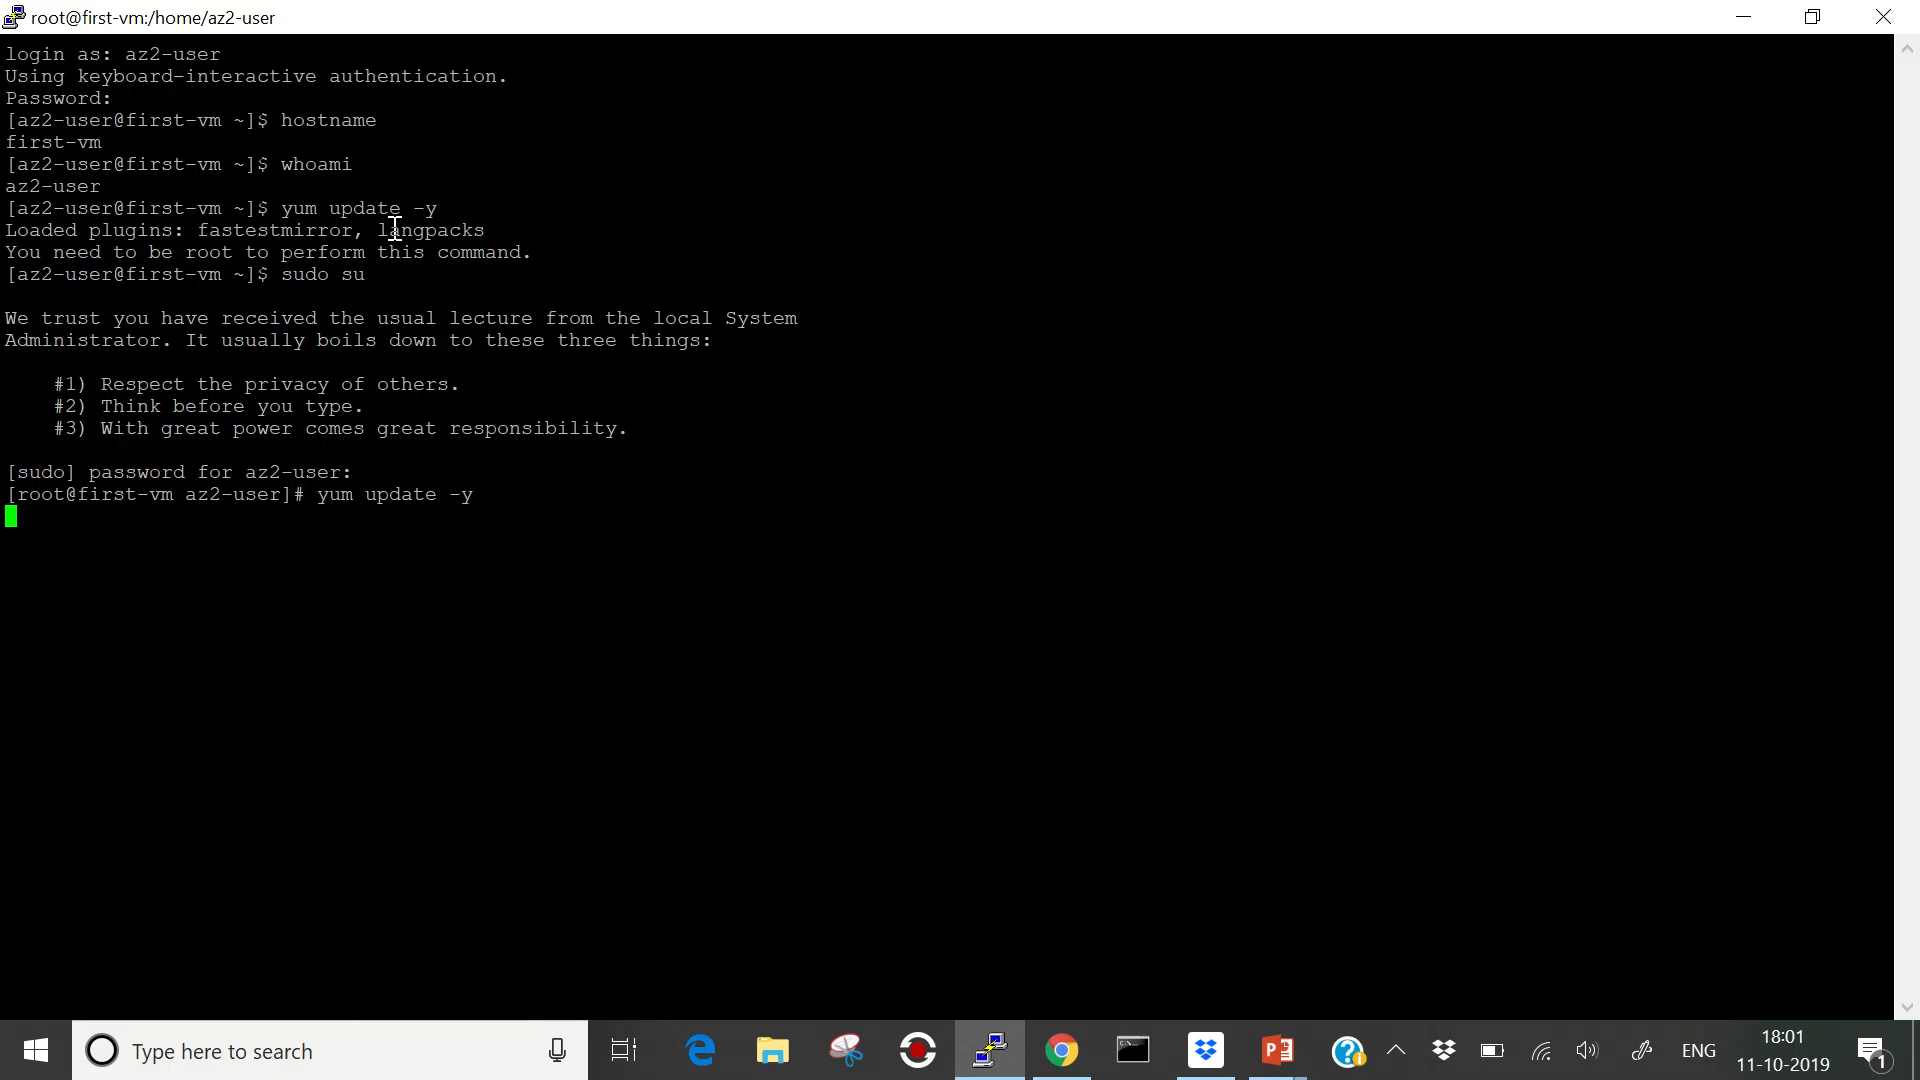 root@first-vm:/home/az2-user
login as: az2-user
Using keyboard-interactive authentication.
Password:
[az2-user@first-vm ~]$ hostname
first-vm
[az2-user@first-vm ~]$ whoami
az2-user
[az2-user@first-vm ~]$ yum update -y
Loaded plugins: fastestmirror, langpacks
You need to be root to perform this command.
[az2-user@first-vm ~]$ sudo su
We trust you have received the usual lecture from the local System
Administrator. It usually boils down to these three things:
#1) Respect the privacy of others.
#2) Think before you type.
#3) With great power comes great responsibility.
[sudo] password for az2-user:
[root@first-vm az2-user]# yum update -y
Type here to search
ENG
18:01
11-10-2019
1